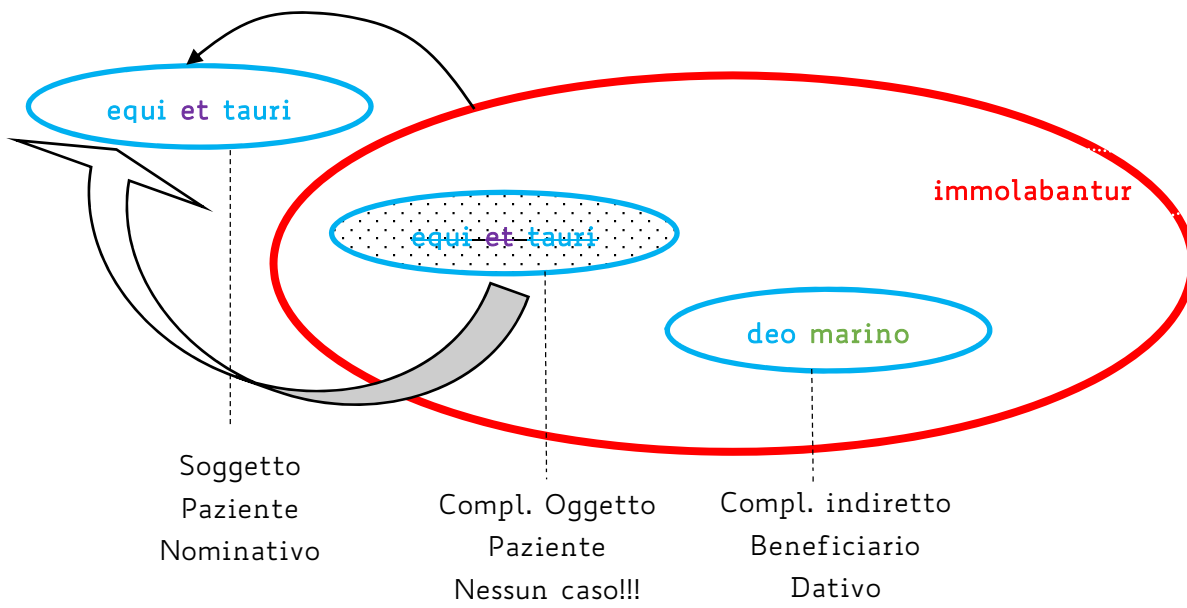 equi et tauri
immolabantur
equi et tauri
deo marino
Soggetto
Paziente
Nominativo
Compl. Oggetto
Paziente
Nessun caso!!!
Compl. indiretto
Beneficiario
Dativo